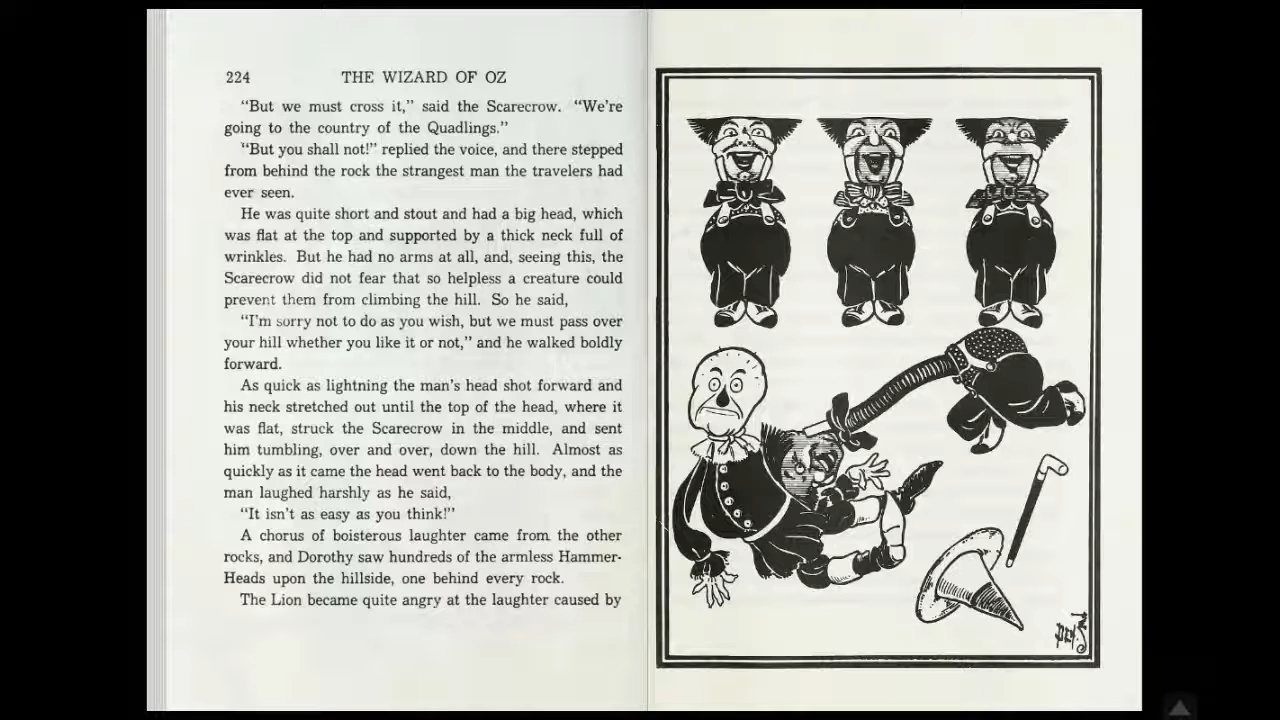 224 THE WIZARD OF OZ
“But we must cross it,” said the Scarecrow. “We're
going to the country of the Quadlings.”
“But you shall not!” replied the voice, and there stepped
from behind the rock the strangest man the travelers had
ever seen.
He was quite short and stout and had a big head, which
was flat at the top and supported by a thick neck full of
wrinkles. But he had no arms at all, and, seeing this, the
Scarecrow did not fear that so helpless a creature could
prevent them from climbing the hill. So he said,
“I'm sorry not to do as you wish, but we must pass over
your hill whether you like it or not,” and he walked boldly
forward.
As quick as lightning the man's head shot forward and
his neck stretched out until the top of the head, where it
was flat, struck the Scarecrow in the middle, and sent
him tumbling, over and over, down the hill. Almost as
quickly as it came the head went back to the body, and the
man laughed harshly as he said,
“It isn't as easy as you think!”
A chorus of boisterous laughter came from the other
rocks, and Dorothy saw hundreds of the armless Hammer-
Heads upon the hillside, one behind every rock.
The Lion became quite angry at the laughter caused by